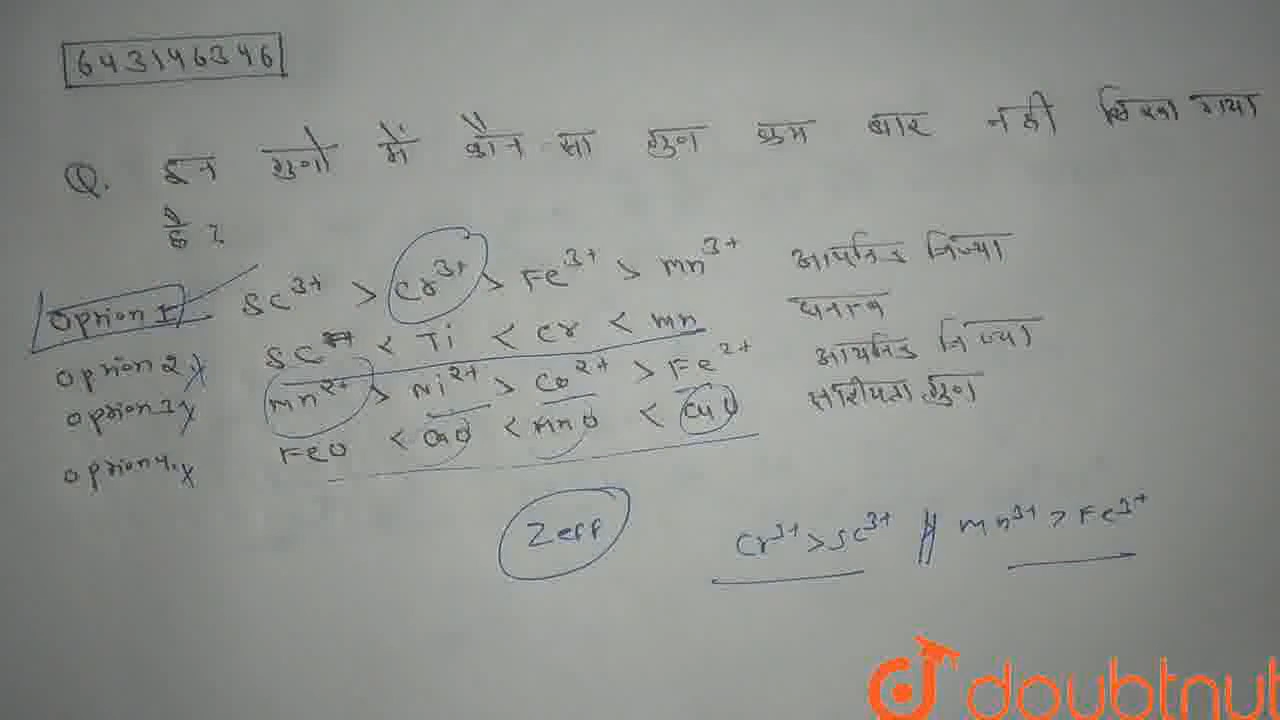 643146346
Q. इन गुणो में कौन सा गुण क्रम बार नही लिखा गया
है ?
Option 1 Sc³⁺ > Cr³⁺ > Fe³⁺ > Mn³⁺ आयनिक त्रिज्या
Option 2 x Sc < Ti < Cr < Mn घनत्व
Option x Mn²⁺ > Ni²⁺ > Co²⁺ > Fe²⁺ आयनिक त्रिज्या
Option 4. x FeO < CaO < MnO < CuO क्षारीयता गुण
Zeff
Cr³⁺ > Sc³⁺ || Mn³⁺ > Fe³⁺
doubtnut